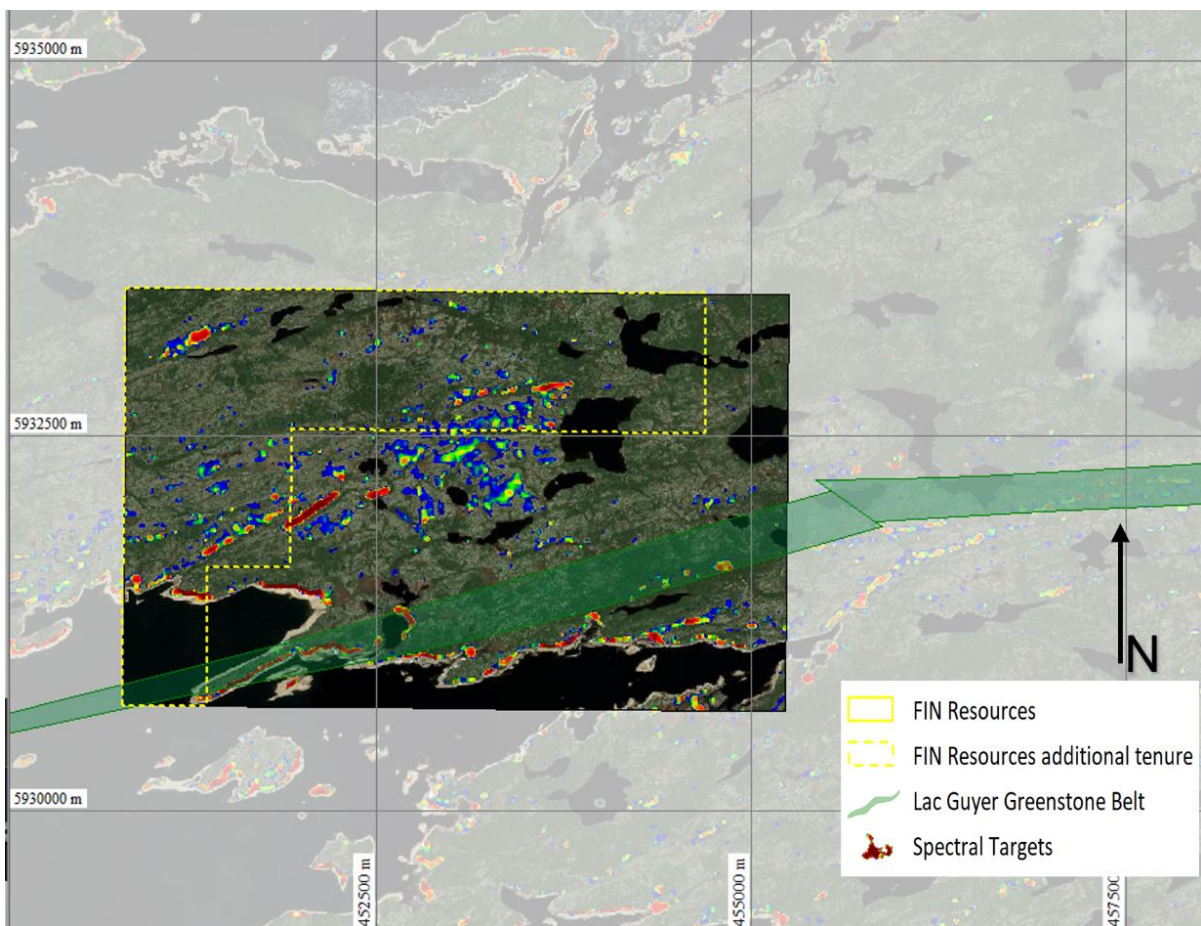 5935000 m
5932500 m
5930000 m
452500 m
455000 m
457500 m
N
FIN Resources
FIN Resources additional tenure
Lac Guyer Greenstone Belt
Spectral Targets